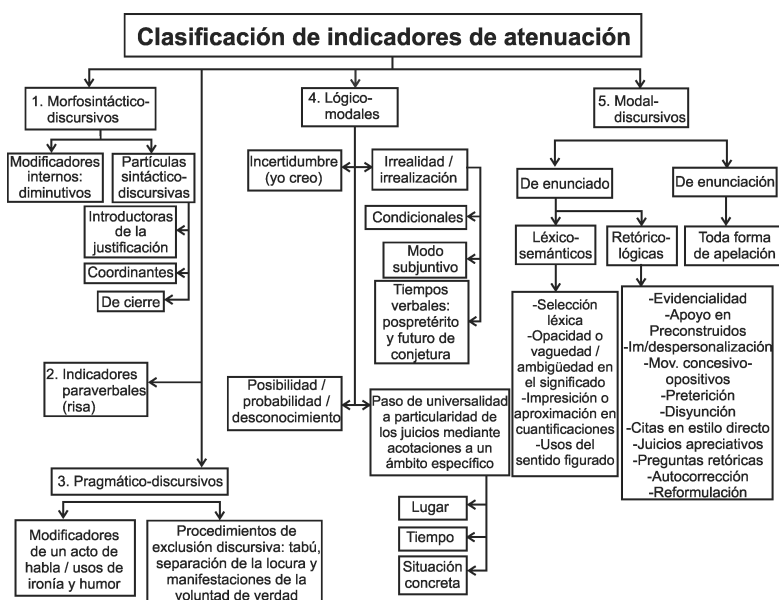 Clasificación de indicadores de atenuación
1. Morfosintáctico-
discursivos
Modificadores
internos:
diminutivos
Partículas
sintáctico-
discursivas
Introductoras
de la
justificación
Coordinantes
De cierre
2. Indicadores
paraverbales
(risa)
3. Pragmático-discursivos
Modificadores
de un acto de
habla / usos de
ironía y humor
Procedimientos de
exclusión discursiva: tabú,
separación de la locura y
manifestaciones de la
voluntad de verdad
4. Lógico-
modales
Incertidumbre
(yo creo)
Irrealidad /
irrealización
Condicionales
Modo
subjuntivo
Tiempos
verbales:
pospretérito
y futuro de
conjetura
Posibilidad /
probabilidad /
desconocimiento
Paso de universalidad
a particularidad de
los juicios mediante
acotaciones a un
ámbito específico
Lugar
Tiempo
Situación
concreta
5. Modal-
discursivos
De enunciado
De enunciación
Léxico-
semánticos
Retórico-
lógicas
Toda forma
de apelación
-Selección
léxica
-Opacidad o
vaguedad /
ambigüedad en
el significado
-Impresición o
aproximación en
cuantificaciones
-Usos del
sentido figurado
-Evidencialidad
-Apoyo en
Preconstruidos
-Im/despersonalización
-Mov. concesivo-
opositivos
-Preterición
-Disyunción
-Citas en estilo directo
-Juicios apreciativos
-Preguntas retóricas
-Autocorrección
-Reformulación